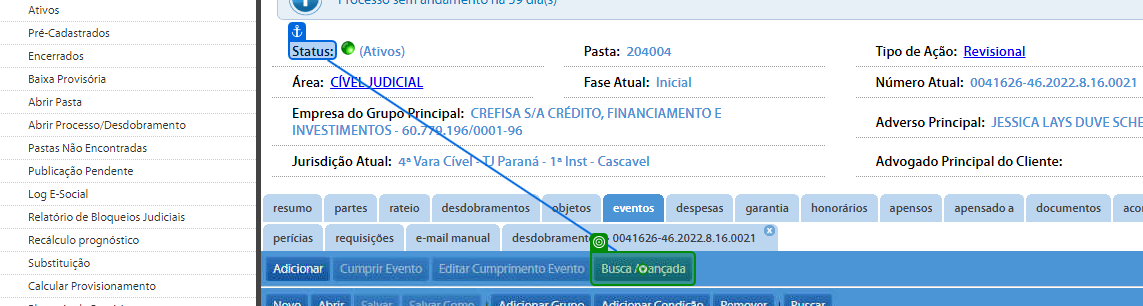 Ativos
Pré-Cadastrados
Encerrados
Baixa Provisória
Abrir Pasta
Abrir Processo/Desdobramento
Pastas Não Encontradas
Publicação Pendente
Log E-Social
Relatório de Bloqueios Judiciais
Recálculo prognóstico
Substituição
Calcular Provisionamento
Processo sem andamento há 59 dia(s)
Status: (Ativos) Pasta: 204004 Tipo de Ação: Revisional
Área: CÍVEL JUDICIAL Fase Atual: Inicial Número Atual: 0041626-46.2022.8.16.0021
Empresa do Grupo Principal: CREFISA S/A CRÉDITO, FINANCIAMENTO E
INVESTIMENTOS - 60.779.196/0001-96
Adverso Principal: JESSICA LAYS DUVE SCHE
Jurisdição Atual: 4ª Vara Cível - TJ Paraná - 1ª Inst - Cascavel Advogado Principal do Cliente:
resumo partes rateio desdobramentos objetos eventos despesas garantia honorários apensos apensado a documentos acor
perícias requisições e-mail manual desdobramento - 0041626-46.2022.8.16.0021
Adicionar Cumprir Evento Editar Cumprimento Evento Busca Avançada
Novo Abrir Salvar Salvar Como Adicionar Grupo Adicionar Condição Remover Buscar